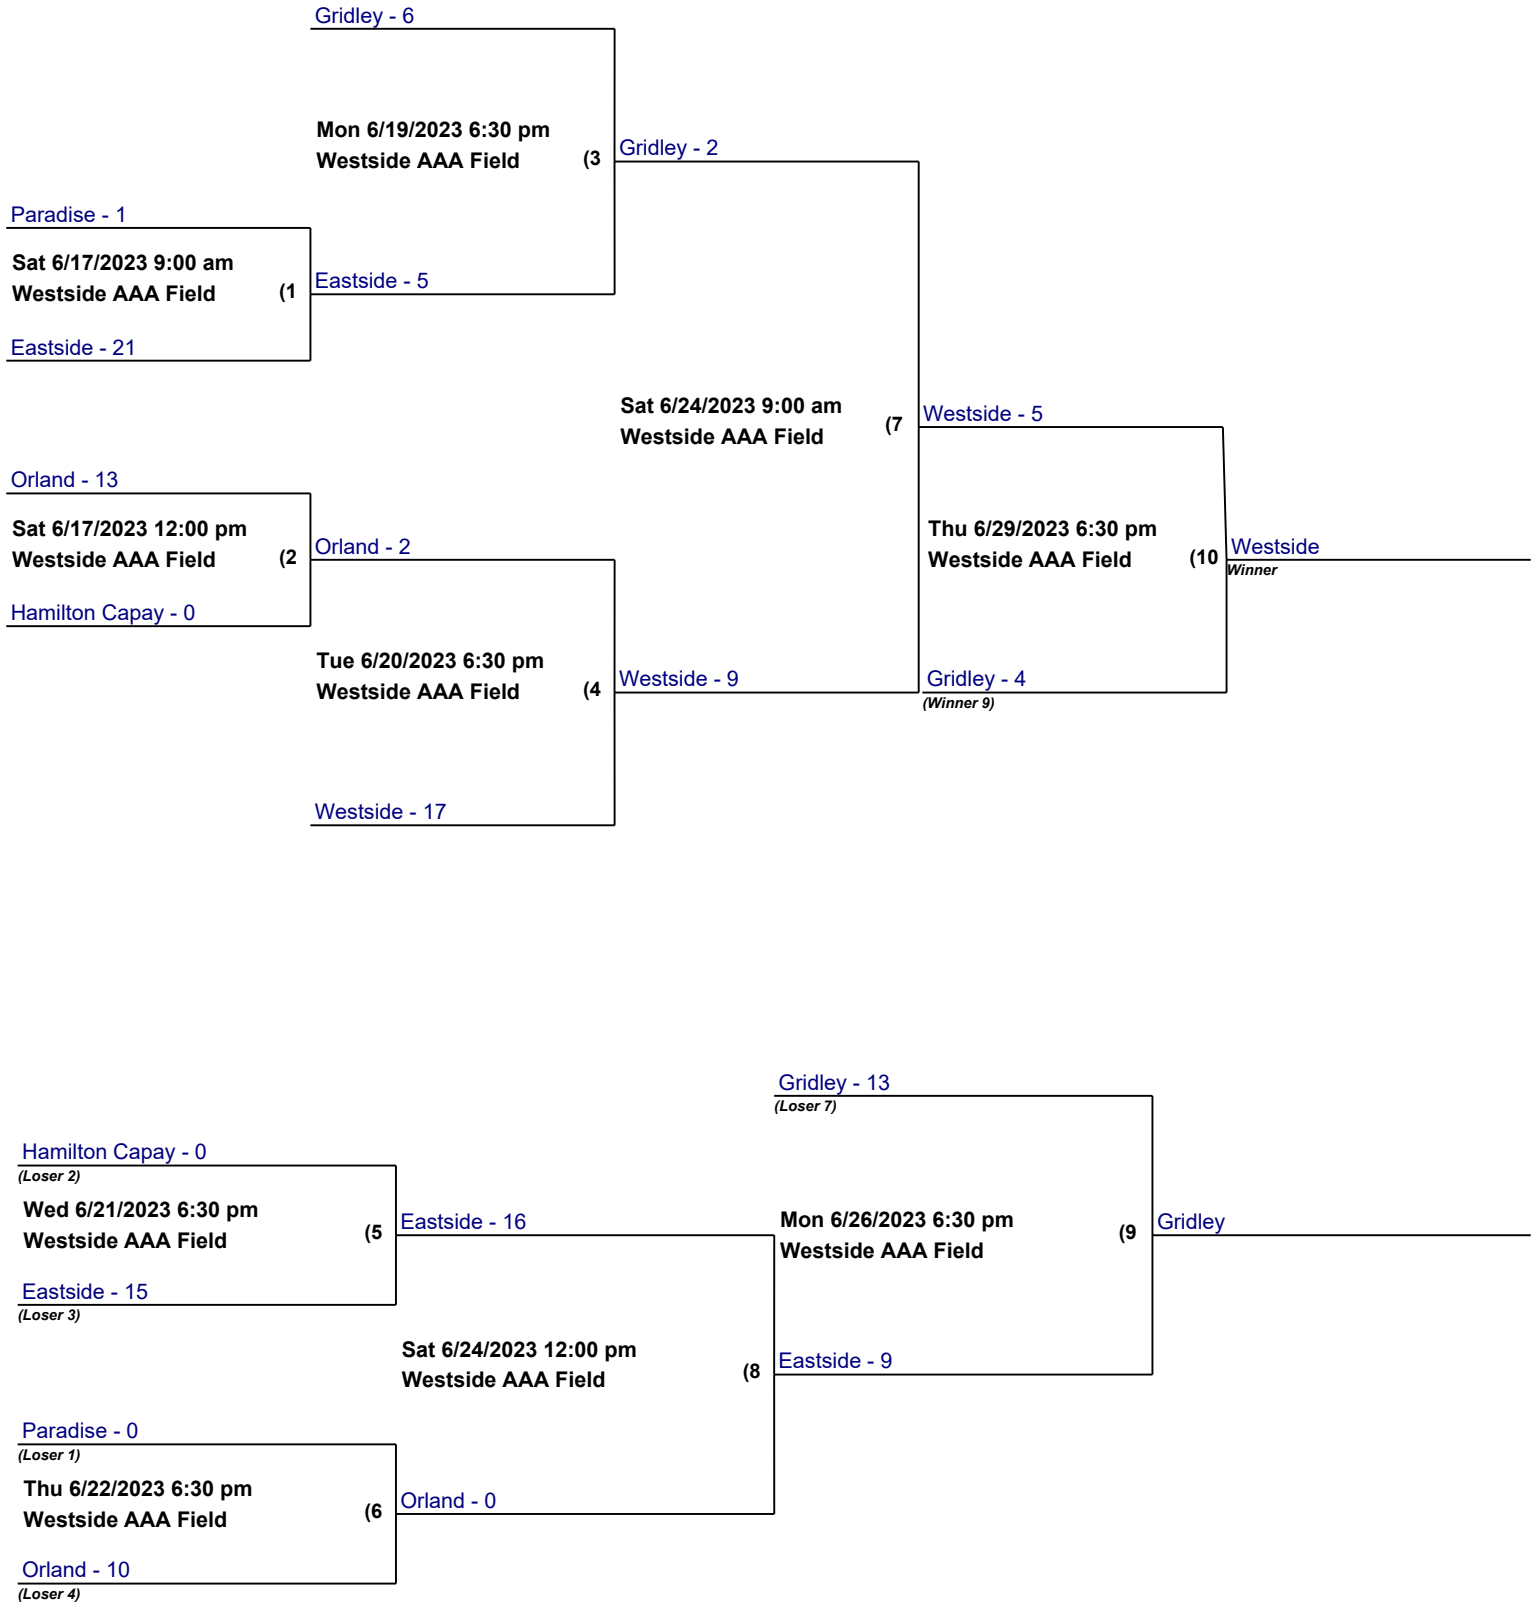 Gridley - 6
Mon 6/19/2023 6:30 pm
Westside AAA Field
(3
Gridley - 2
Paradise - 1
Sat 6/17/2023 9:00 am
Westside AAA Field
(1
Eastside - 5
Eastside - 21
Sat 6/24/2023 9:00 am
Westside AAA Field
(7
Westside - 5
Orland - 13
Sat 6/17/2023 12:00 pm
Westside AAA Field
(2
Orland - 2
Thu 6/29/2023 6:30 pm
Westside AAA Field
(10
Westside
Winner
Hamilton Capay - 0
Tue 6/20/2023 6:30 pm
Westside AAA Field
(4
Westside - 9
Gridley - 4
(Winner 9)
Westside - 17
Gridley - 13
(Loser 7)
Hamilton Capay - 0
(Loser 2)
Wed 6/21/2023 6:30 pm
Westside AAA Field
(5
Eastside - 16
Mon 6/26/2023 6:30 pm
Westside AAA Field
(9
Gridley
Eastside - 15
(Loser 3)
Sat 6/24/2023 12:00 pm
Westside AAA Field
(8
Eastside - 9
Paradise - 0
(Loser 1)
Thu 6/22/2023 6:30 pm
Westside AAA Field
(6
Orland - 0
Orland - 10
(Loser 4)